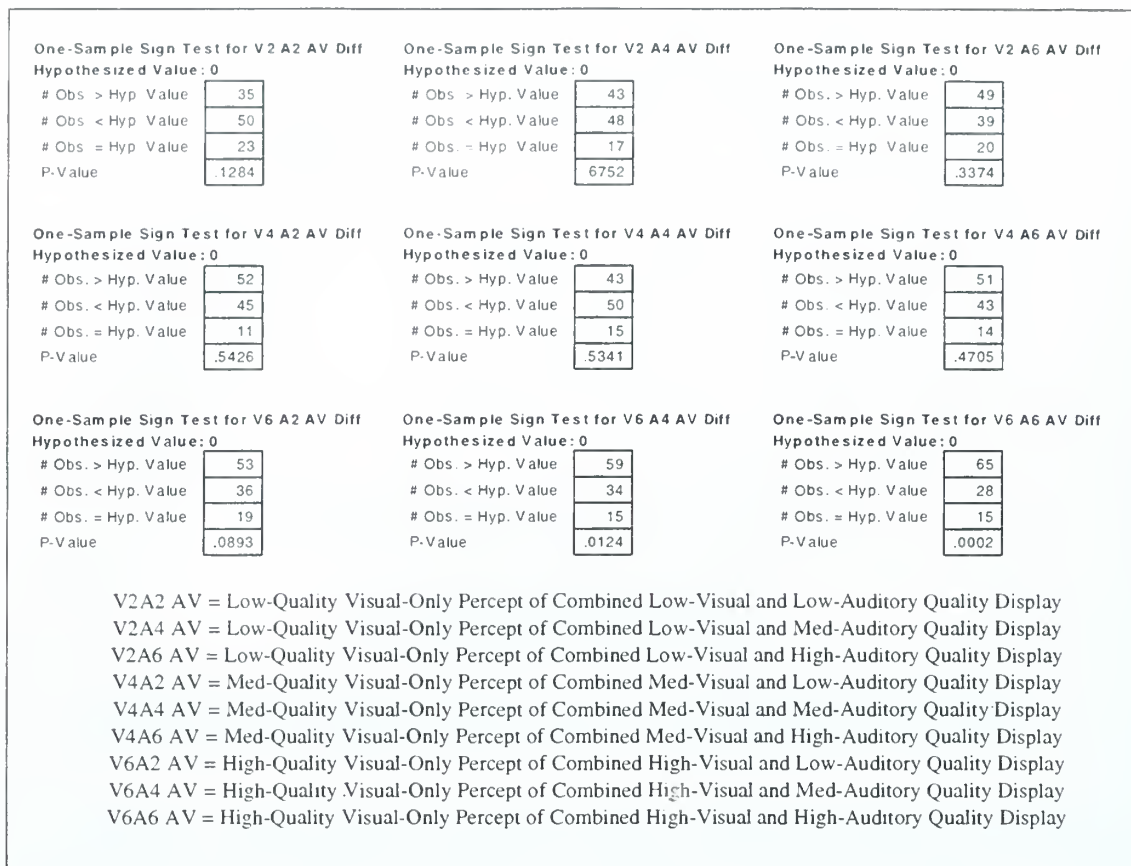 One-Sample Sign Test for V2 A2 AV Diff
Hypothesized Value: 0
# Obs > Hyp Value 35
# Obs < Hyp Value 50
# Obs = Hyp Value 23
P-Value .1284
One-Sample Sign Test for V2 A4 AV Diff
Hypothesized Value: 0
# Obs > Hyp. Value 43
# Obs < Hyp. Value 48
# Obs. = Hyp Value 17
P-Value 6752
One-Sample Sign Test for V2 A6 AV Diff
Hypothesized Value: 0
# Obs. > Hyp. Value 49
# Obs. < Hyp. Value 39
# Obs. = Hyp. Value 20
P-Value .3374
One-Sample Sign Test for V4 A2 AV Diff
Hypothesized Value: 0
# Obs. > Hyp. Value 52
# Obs. < Hyp. Value 45
# Obs. = Hyp. Value 11
P-Value .5426
One-Sample Sign Test for V4 A4 AV Diff
Hypothesized Value: 0
# Obs. > Hyp. Value 43
# Obs. < Hyp. Value 50
# Obs. = Hyp. Value 15
P-Value .5341
One-Sample Sign Test for V4 A6 AV Diff
Hypothesized Value: 0
# Obs. > Hyp. Value 51
# Obs. < Hyp. Value 43
# Obs. = Hyp. Value 14
P-Value .4705
One-Sample Sign Test for V6 A2 AV Diff
Hypothesized Value: 0
# Obs. > Hyp. Value 53
# Obs. < Hyp. Value 36
# Obs. = Hyp. Value 19
P-Value .0893
One-Sample Sign Test for V6 A4 AV Diff
Hypothesized Value: 0
# Obs. > Hyp. Value 59
# Obs. < Hyp. Value 34
# Obs. = Hyp. Value 15
P-Value .0124
One-Sample Sign Test for V6 A6 AV Diff
Hypothesized Value: 0
# Obs. > Hyp. Value 65
# Obs. < Hyp. Value 28
# Obs. = Hyp. Value 15
P-Value .0002
V2A2 AV = Low-Quality Visual-Only Percept of Combined Low-Visual and Low-Auditory Quality Display
V2A4 AV = Low-Quality Visual-Only Percept of Combined Low-Visual and Med-Auditory Quality Display
V2A6 AV = Low-Quality Visual-Only Percept of Combined Low-Visual and High-Auditory Quality Display
V4A2 AV = Med-Quality Visual-Only Percept of Combined Med-Visual and Low-Auditory Quality Display
V4A4 AV = Med-Quality Visual-Only Percept of Combined Med-Visual and Med-Auditory Quality Display
V4A6 AV = Med-Quality Visual-Only Percept of Combined Med-Visual and High-Auditory Quality Display
V6A2 AV = High-Quality Visual-Only Percept of Combined High-Visual and Low-Auditory Quality Display
V6A4 AV = High-Quality Visual-Only Percept of Combined High-Visual and Med-Auditory Quality Display
V6A6 AV = High-Quality Visual-Only Percept of Combined High-Visual and High-Auditory Quality Display